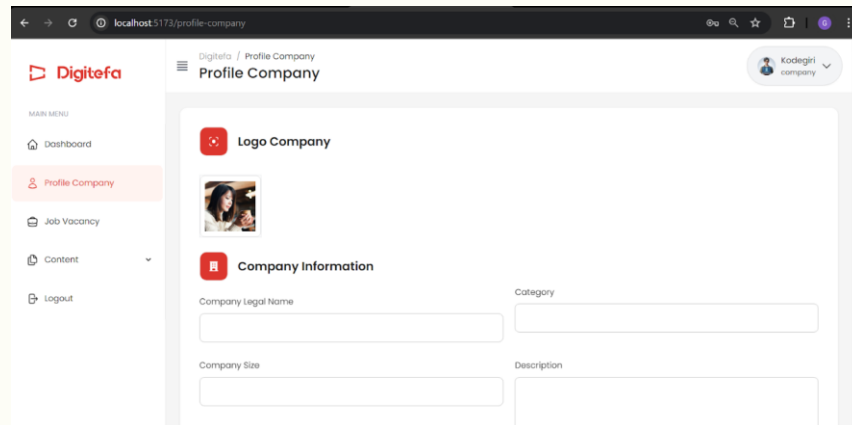 localhost:5173/profile-company
G
Digitefa
Digitefa / Profile Company
Profile Company
Kodegiri
company
MAIN MENU
Dashboard
Profile Company
Job Vacancy
Content
Logout
Logo Company
Company Information
Company Legal Name
Category
Company Size
Description